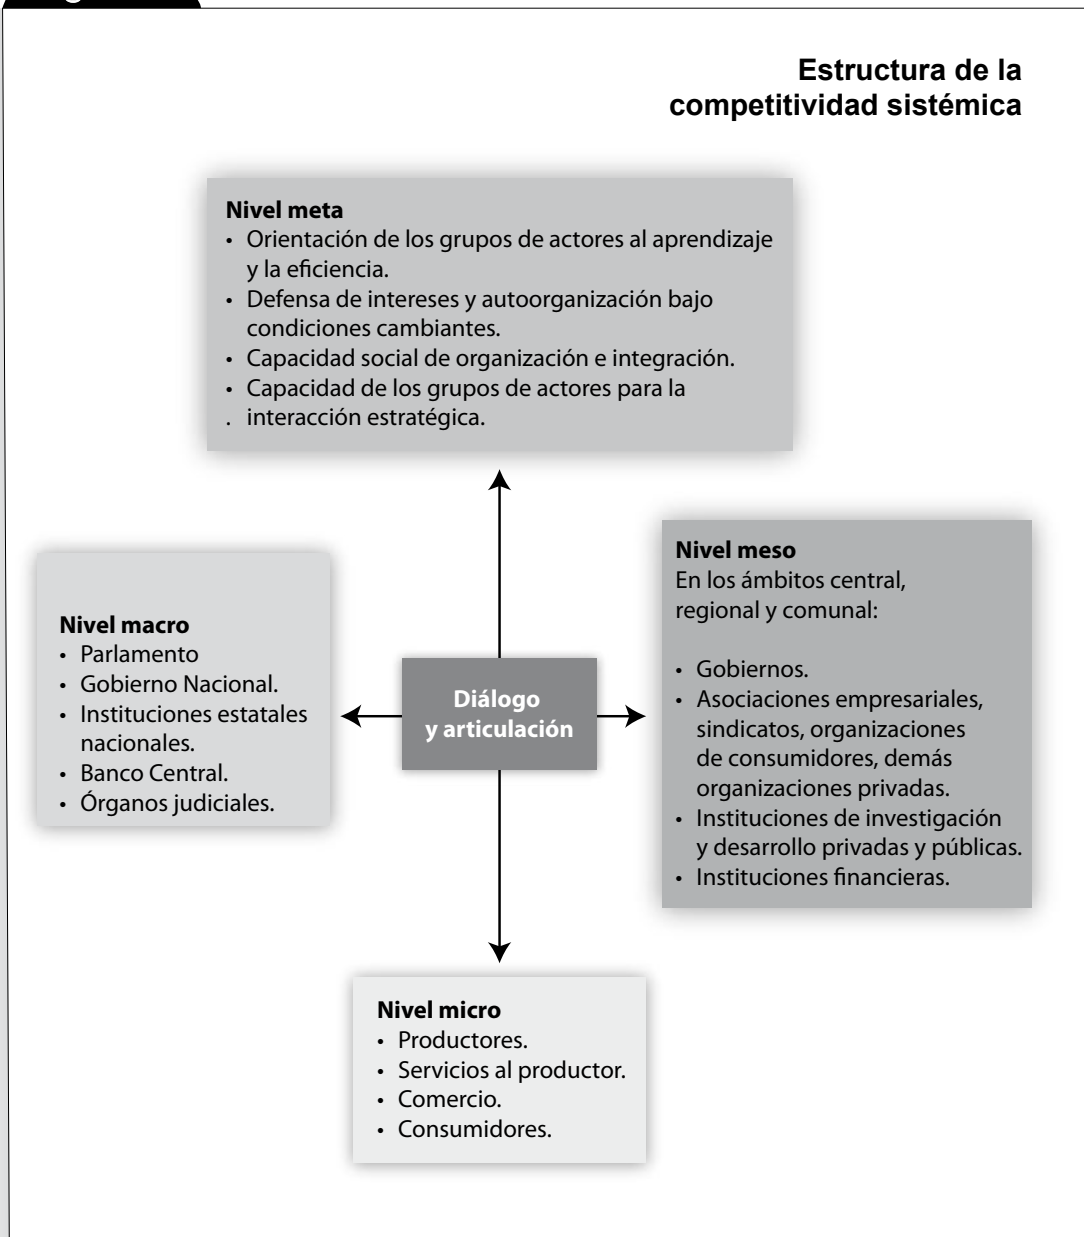 Estructura de la
competitividad sistémica
Nivel meta
• Orientación de los grupos de actores al aprendizaje
y la eficiencia.
• Defensa de intereses y autoorganización bajo
condiciones cambiantes.
• Capacidad social de organización e integración.
• Capacidad de los grupos de actores para la
. interacción estratégica.
Nivel macro
• Parlamento
• Gobierno Nacional.
• Instituciones estatales
nacionales.
• Banco Central.
• Órganos judiciales.
Diálogo
y articulación
Nivel meso
En los ámbitos central,
regional y comunal:
• Gobiernos.
• Asociaciones empresariales,
sindicatos, organizaciones
de consumidores, demás
organizaciones privadas.
• Instituciones de investigación
y desarrollo privadas y públicas.
• Instituciones financieras.
Nivel micro
• Productores.
• Servicios al productor.
• Comercio.
• Consumidores.